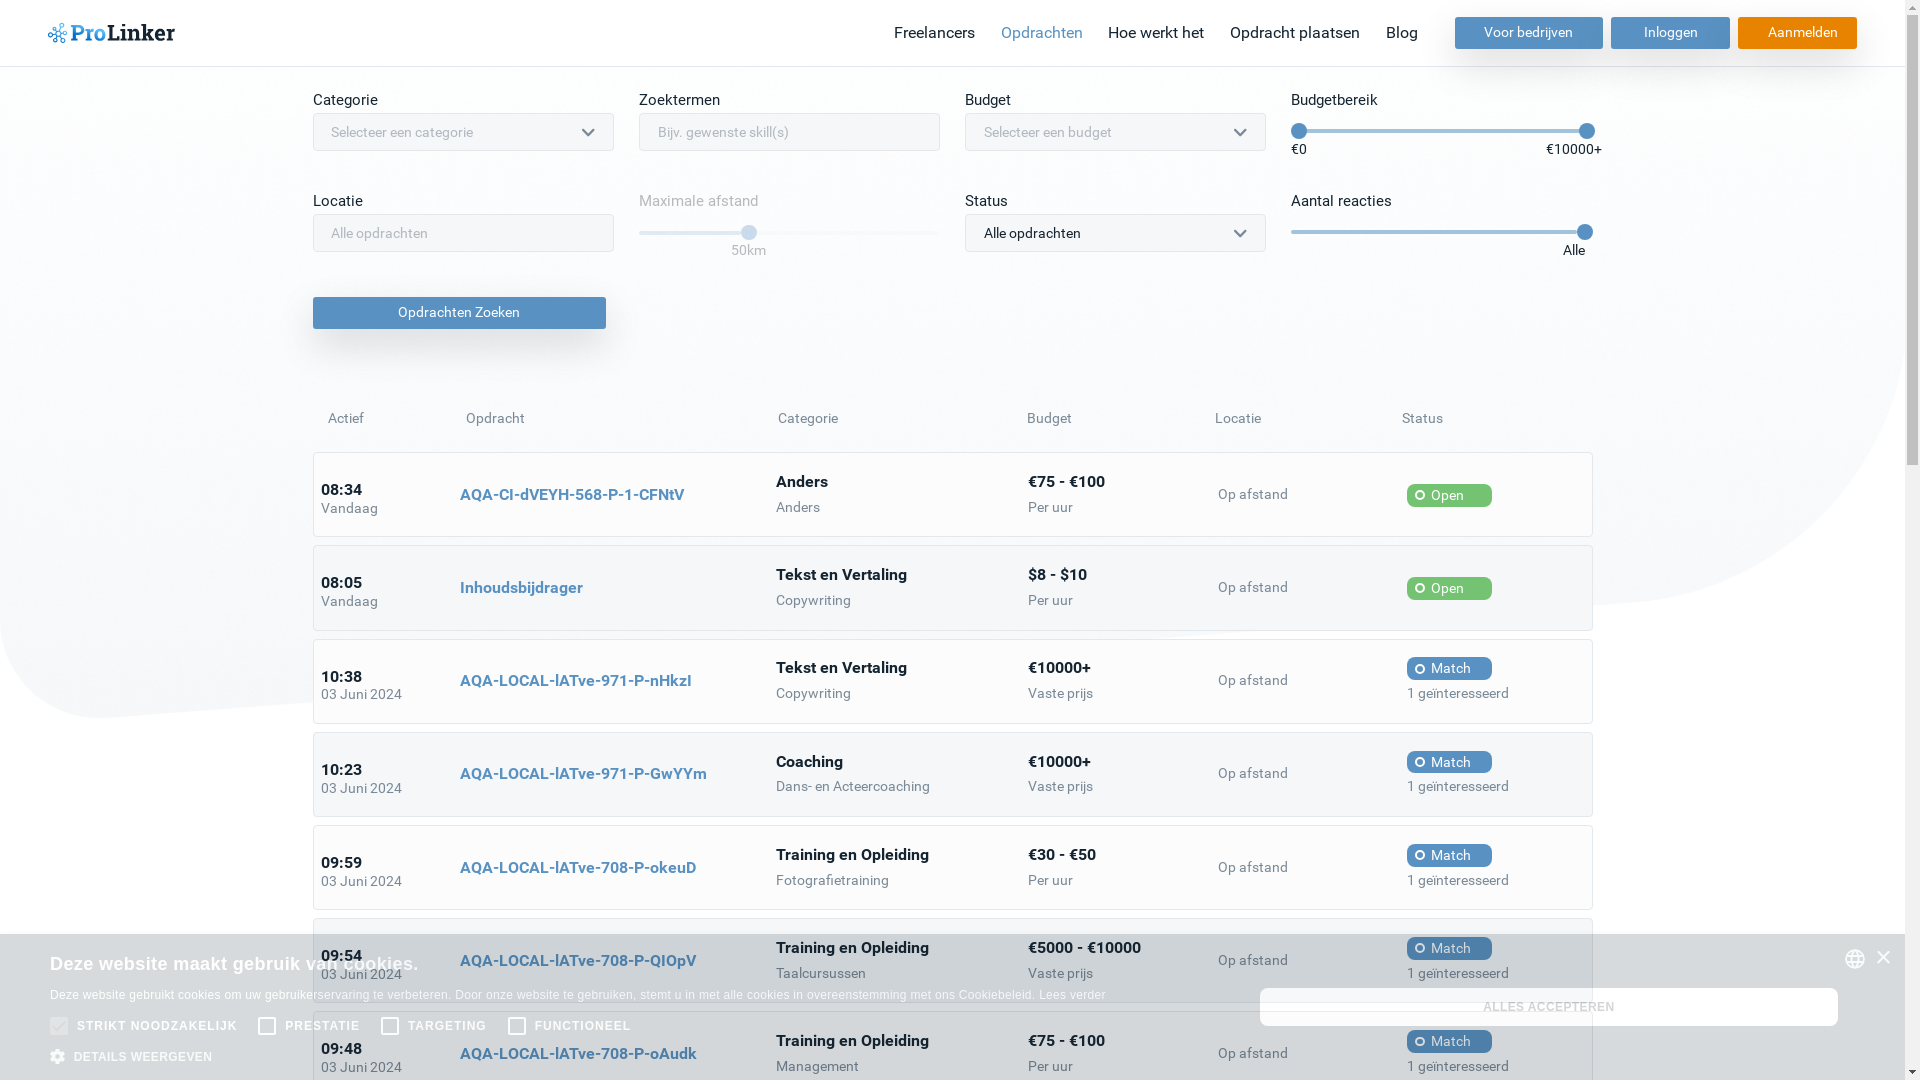 ProLinker
Freelancers Opdrachten Hoe werkt het Opdracht plaatsen Blog Voor bedrijven Inloggen Aanmelden
Categorie Zoektermen Budget Budgetbereik
Selecteer een categorie Bijv. gewenste skill(s) Selecteer een budget
€0 €10000+
Locatie Maximale afstand Status Aantal reacties
Alle opdrachten Alle opdrachten
50km Alle
Opdrachten Zoeken
Actief Opdracht Categorie Budget Locatie Status
08:34 AQA-CI-dVEYH-568-P-1-CFNtV Anders €75 - €100 Op afstand Open
Vandaag Anders Per uur
08:05 Inhoudsbijdrager Tekst en Vertaling $8 - $10 Op afstand Open
Vandaag Copywriting Per uur
10:38 AQA-LOCAL-lATve-971-P-nHkzI Tekst en Vertaling €10000+ Op afstand Match
03 Juni 2024 Copywriting Vaste prijs 1 geïnteresseerd
10:23 AQA-LOCAL-lATve-971-P-GwYYm Coaching €10000+ Op afstand Match
03 Juni 2024 Dans- en Acteercoaching Vaste prijs 1 geïnteresseerd
09:59 AQA-LOCAL-lATve-708-P-okeuD Training en Opleiding €30 - €50 Op afstand Match
03 Juni 2024 Fotografietraining Per uur 1 geïnteresseerd
09:54 AQA-LOCAL-lATve-708-P-QIOpV Training en Opleiding €5000 - €10000 Op afstand Match
03 Juni 2024 Taalcursussen Vaste prijs 1 geïnteresseerd
09:48 AQA-LOCAL-lATve-708-P-oAudk Training en Opleiding €75 - €100 Op afstand Match
03 Juni 2024 Management Per uur 1 geïnteresseerd
Deze website maakt gebruik van cookies.
Deze website gebruikt cookies om uw gebruikerservaring te verbeteren. Door onze website te gebruiken, stemt u in met alle cookies in overeenstemming met ons Cookiebeleid. Lees verder
STRIKT NOODZAKELIJK PRESTATIE TARGETING FUNCTIONEEL
DETAILS WEERGEVEN
ALLES ACCEPTEREN